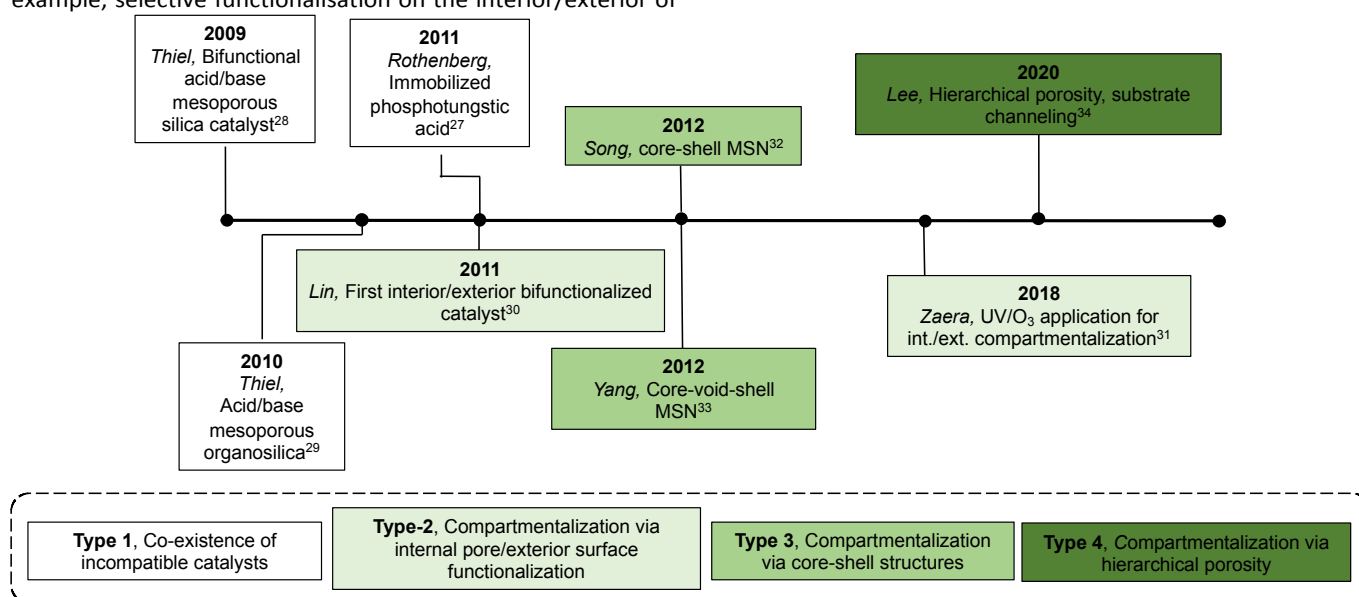 example, selective functionalisation on the interior/exterior of
2009
Thiel, Bifunctional
acid/base
mesoporous
silica catalyst28
2011
Rothenberg,
Immobilized
phosphotungstic
acid27
2012
Song, core-shell MSN32
2020
Lee, Hierarchical porosity, substrate
channeling34
2010
Thiel,
Acid/base
mesoporous
organosilica29
2011
Lin, First interior/exterior bifunctionalized
catalyst30
2012
Yang, Core-void-shell
MSN33
2018
Zaera, UV/O3 application for
int./ext. compartmentalization31
Type 1, Co-existence of
incompatible catalysts
Type-2, Compartmentalization via
internal pore/exterior surface
functionalization
Type 3, Compartmentalization
via core-shell structures
Type 4, Compartmentalization via
hierarchical porosity